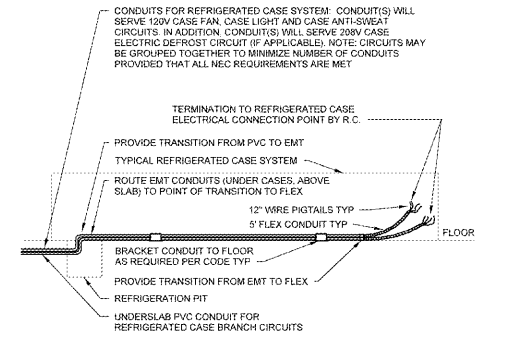 CONDUITS FOR REFRIGERATED CASE SYSTEM: CONDUIT(S) WILL
SERVE 120V CASE FAN, CASE LIGHT AND CASE ANTI-SWEAT
CIRCUITS. IN ADDITION, CONDUIT(S) WILL SERVE 208V CASE
ELECTRIC DEFROST CIRCUIT (IF APPLICABLE). NOTE: CIRCUITS MAY
BE GROUPED TOGETHER TO MINIMIZE NUMBER OF CONDUITS
PROVIDED THAT ALL NEC REQUIREMENTS ARE MET
TERMINATION TO REFRIGERATED CASE
ELECTRICAL CONNECTION POINT BY R.C.
PROVIDE TRANSITION FROM PVC TO EMT
TYPICAL REFRIGERATED CASE SYSTEM
ROUTE EMT CONDUITS (UNDER CASES, ABOVE
SLAB) TO POINT OF TRANSITION TO FLEX
12" WIRE PIGTAILS TYP
5' FLEX CONDUIT TYP
FLOOR
BRACKET CONDUIT TO FLOOR
AS REQUIRED PER CODE TYP
PROVIDE TRANSITION FROM EMT TO FLEX
REFRIGERATION PIT
UNDERSLAB PVC CONDUIT FOR
REFRIGERATED CASE BRANCH CIRCUITS